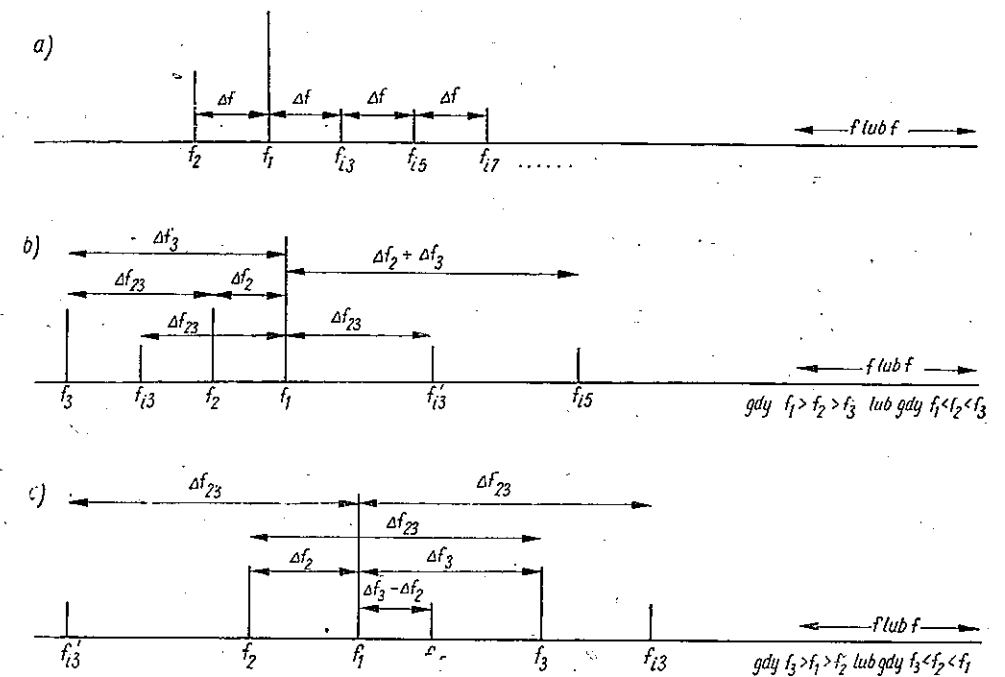 a)
Δf Δf Δf Δf
f lub f
f₂ f₁ f_i3 f_i5 f_i7 ......
b)
Δf₃
Δf₂ + Δf₃
Δf₂₃ Δf₂
Δf₂₃ Δf₂₃
f lub f
f₃ f_i3 f₂ f₁ f_i3' f_i5
gdy f₁ > f₂ > f₃ lub gdy f₁ < f₂ < f₃
c)
Δf₂₃ Δf₂₃
Δf₂₃
Δf₂ Δf₃
Δf₃ - Δf₂
f lub f
f_i3' f₂ f₁ f₃ f_i3
gdy f₃ > f₁ > f₂ lub gdy f₃ < f₂ < f₁